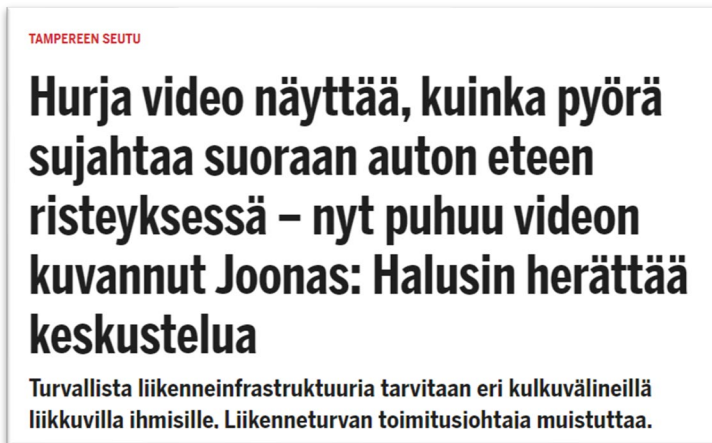 TAMPEREEN SEUTU
Hurja video näyttää, kuinka pyörä
sujahtaa suoraan auton eteen
risteyksessä – nyt puhuu videon
kuvannut Joonas: Halusin herättää
keskustelua
Turvallista liikenneinfrastruktuuria tarvitaan eri kulkuvälineillä
liikkuvilla ihmisille. Liikenneturvan toimitusjohtaja muistuttaa.